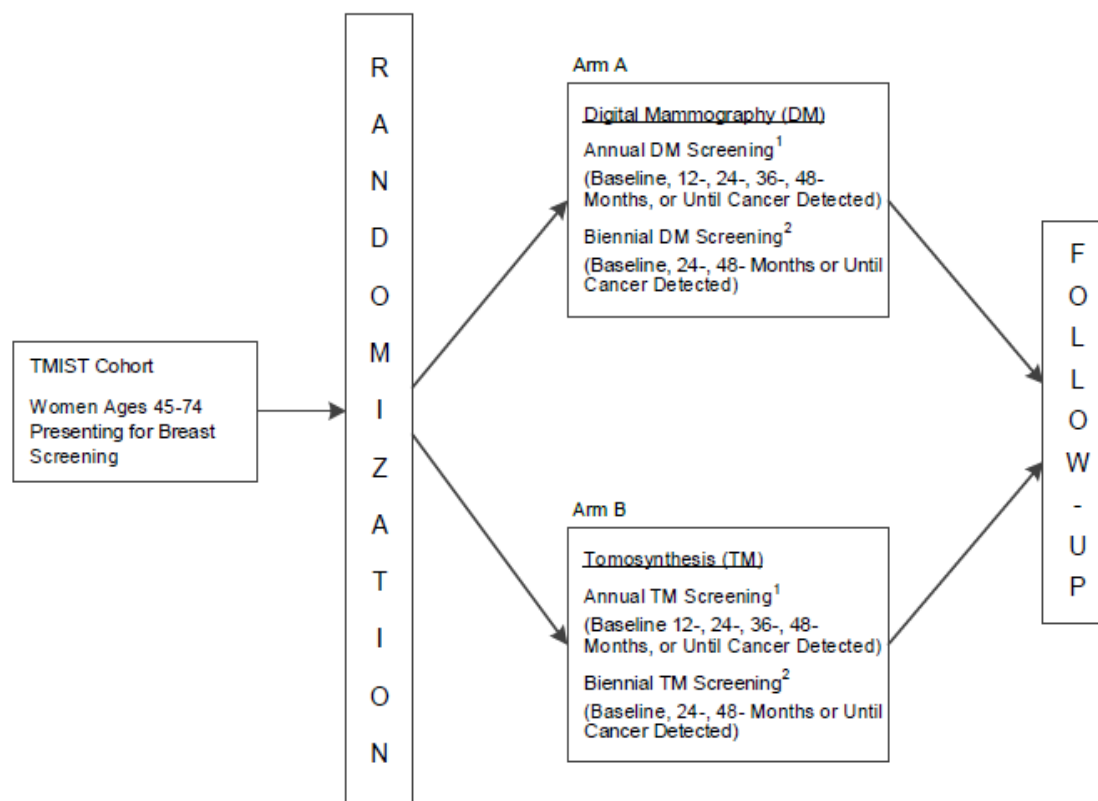 TMIST Cohort
Women Ages 45-74
Presenting for Breast
Screening
R
A
N
D
O
M
I
Z
A
T
I
O
N
Arm A
Digital Mammography (DM)
Annual DM Screening1
(Baseline, 12-, 24-, 36-, 48-
Months, or Until Cancer Detected)
Biennial DM Screening2
(Baseline, 24-, 48- Months or Until
Cancer Detected)
Arm B
Tomosynthesis (TM)
Annual TM Screening1
(Baseline 12-, 24-, 36-, 48-
Months, or Until Cancer Detected)
Biennial TM Screening2
(Baseline, 24-, 48- Months or Until
Cancer Detected)
F
O
L
L
O
W
-
U
P